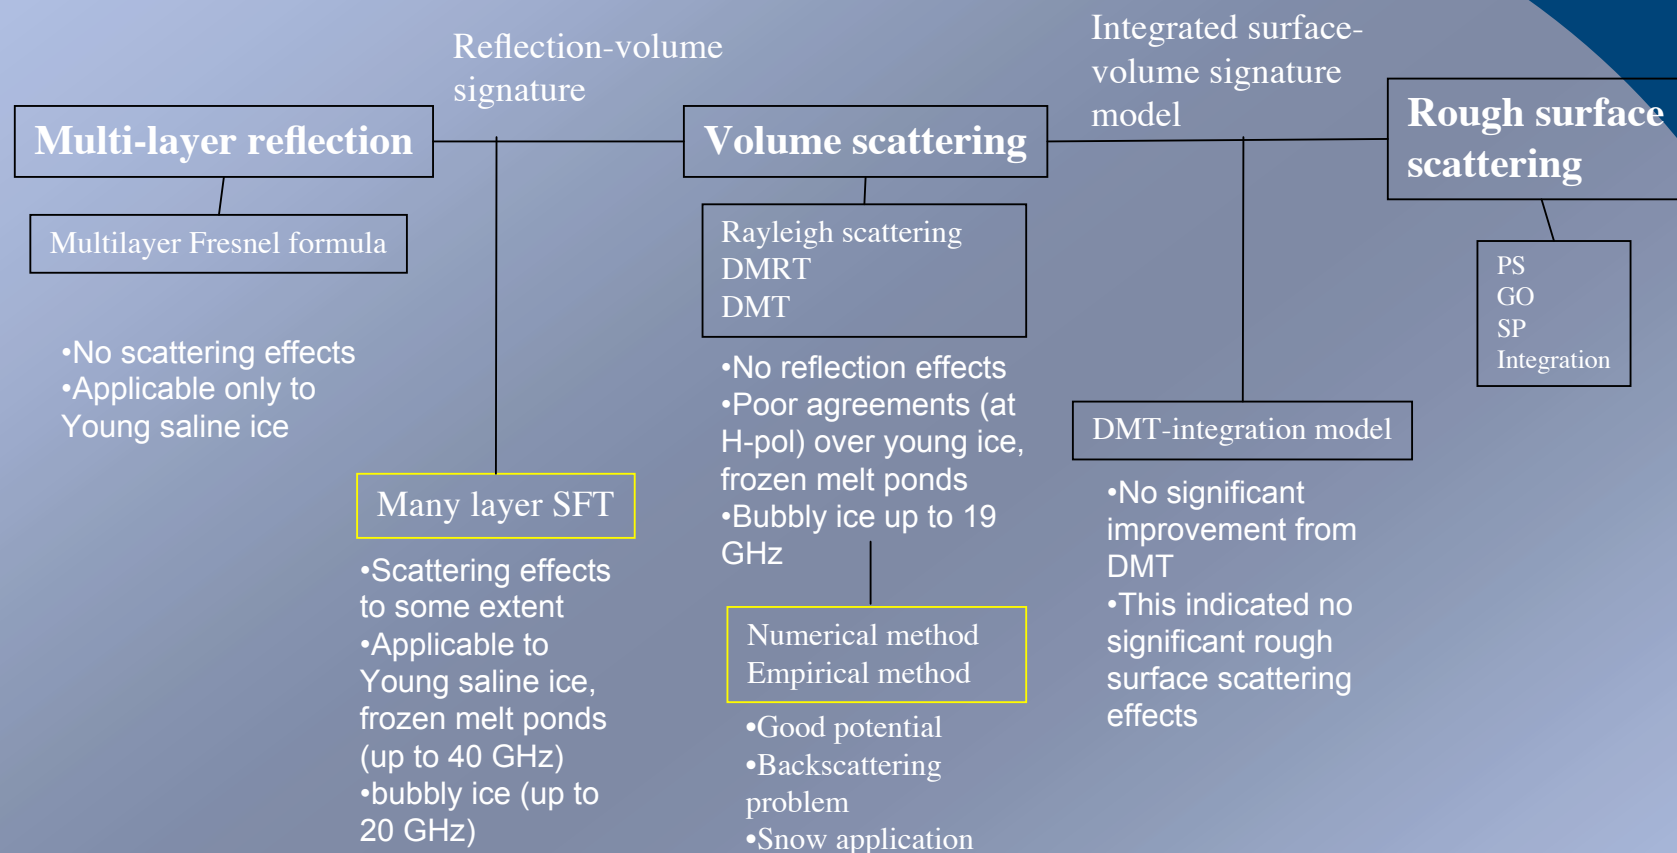 Reflection-volume
signature
Integrated surface-
volume signature
model
Multi-layer reflection
Volume scattering
Rough surface
scattering
Multilayer Fresnel formula
•No scattering effects
•Applicable only to
Young saline ice
Many layer SFT
•Scattering effects
to some extent
•Applicable to
Young saline ice,
frozen melt ponds
(up to 40 GHz)
•bubbly ice (up to
20 GHz)
Rayleigh scattering
DMRT
DMT
•No reflection effects
•Poor agreements (at
H-pol) over young ice,
frozen melt ponds
•Bubbly ice up to 19
GHz
Numerical method
Empirical method
•Good potential
•Backscattering
problem
•Snow application
DMT-integration model
•No significant
improvement from
DMT
•This indicated no
significant rough
surface scattering
effects
PS
GO
SP
Integration